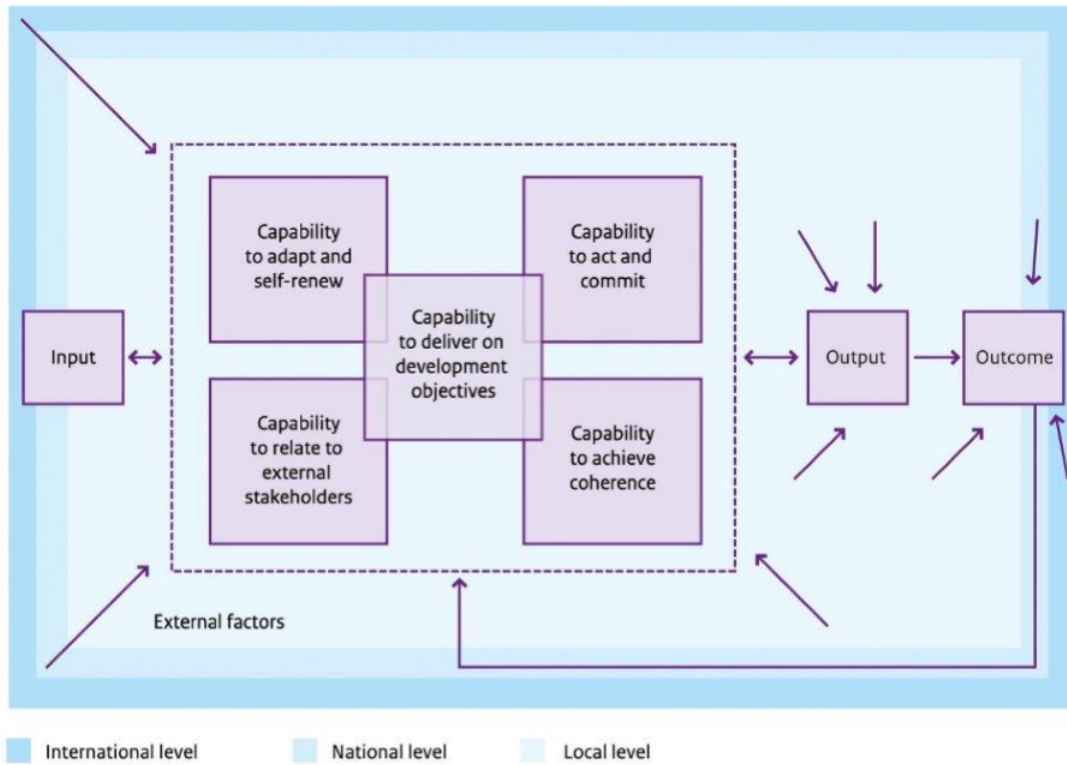 Capability
to adapt and
self-renew
Capability
to act and
commit
Capability
to deliver on
development
objectives
Input
Output
Outcome
Capability
to relate to
external
stakeholders
Capability
to achieve
coherence
External factors
International level
National level
Local level